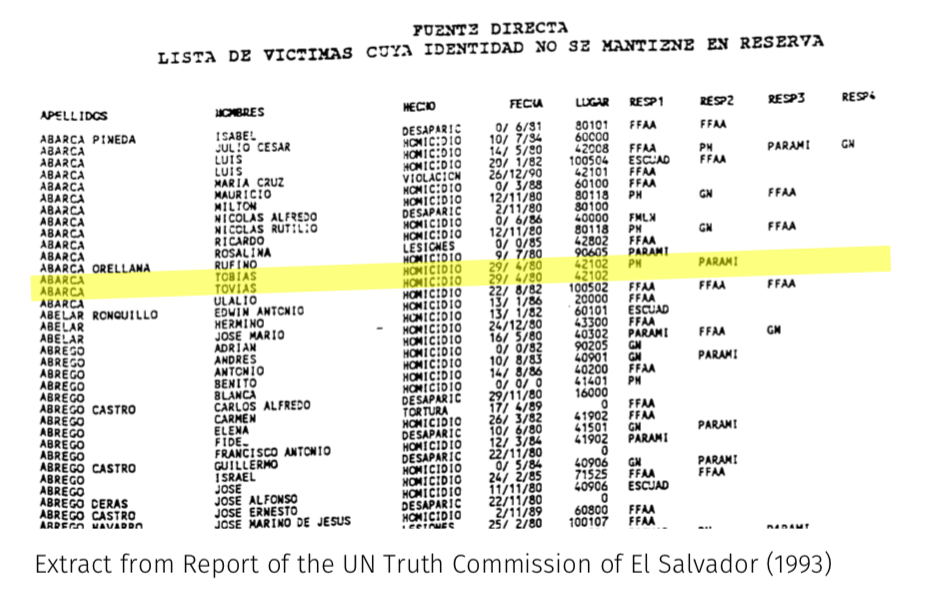 FUENTE DIRECTA
LISTA DE VICTIMAS CUYA IDENTIDAD NO SE MANTIENE EN RESERVA
APELLIDOS NOMBRES HECHO FECHA LUGAR RESP1 RESP2 RESP3 RESP4
ABARCA PINEDA ISABEL DESAPARIC 0/ 6/81 80101 FFAA FFAA
ABARCA JULIO CESAR HOMICIDIO 10/ 7/84 60000
ABARCA LUIS HOMICIDIO 14/ 5/80 42008 FFAA PN PARAMI GN
ABARCA LUIS HOMICIDIO 20/ 1/82 100504 ESCUAD FFAA
ABARCA MARIA CRUZ VIOLACION 26/12/90 42101 FFAA
ABARCA MAURICIO HOMICIDIO 0/ 3/88 60100 FFAA
ABARCA MILTON HOMICIDIO 12/11/80 80118 PN GN FFAA
ABARCA NICOLAS ALFREDO DESAPARIC 2/11/80 80100
ABARCA NICOLAS RUTILIO HOMICIDIO 0/ 6/86 40000 FMLN
ABARCA RICARDO HOMICIDIO 12/11/80 80118 PN GN FFAA
ABARCA ROSALINA LESIONES 0/ 0/85 42802 FFAA
ABARCA ORELLANA RUFINO HOMICIDIO 9/ 7/80 90605 PARAMI
ABARCA TOBIAS HOMICIDIO 29/ 4/80 42102 PN PARAMI
ABARCA TOVIAS HOMICIDIO 29/ 4/80 42102
ABARCA ULALIO HOMICIDIO 22/ 8/82 100502 FFAA FFAA FFAA
ABELAR RONQUILLO EDWIN ANTONIO HOMICIDIO 13/ 1/86 20000 FFAA
ABELAR HERMINO HOMICIDIO 13/ 1/82 60101 ESCUAD
ABELAR JOSE MARIO HOMICIDIO 24/12/80 43300 FFAA
ABREGO ADRIAN HOMICIDIO 16/ 5/80 40302 PARAMI FFAA GN
ABREGO ANDRES HOMICIDIO 0/ 0/82 90205 GN
ABREGO ANTONIO HOMICIDIO 10/ 8/83 40901 GN PARAMI
ABREGO BENITO HOMICIDIO 14/ 8/86 40200 FFAA
ABREGO BLANCA HOMICIDIO 0/ 0/ 0 41401 PN
ABREGO CASTRO CARLOS ALFREDO DESAPARIC 29/11/80 16000
ABREGO CARMEN TORTURA 17/ 4/89 0 FFAA
ABREGO ELENA HOMICIDIO 26/ 3/82 41902 FFAA
ABREGO FIDE_ DESAPARIC 10/ 6/80 41501 GN PARAMI
ABREGO FRANCISCO ANTONIO HOMICIDIO 12/ 3/84 41902 PARAMI
ABREGO CASTRO GUILLERMO DESAPARIC 22/11/80 0
ABREGO ISRAEL HOMICIDIO 0/ 5/84 40906 GN PARAMI
ABREGO JOSE HOMICIDIO 24/ 2/85 71525 FFAA FFAA
ABREGO DERAS JOSE ALFONSO HOMICIDIO 11/11/80 40906 ESCUAD
ABREGO CASTRO JOSE ERNESTO DESAPARIC 22/11/80 0
ABREGO NAVARRO JOSE MARINO DE JESUS HOMICIDIO 2/11/89 60800 FFAA
LESIONES 25/ 2/80 100107 FFAA
PARAMI
Extract from Report of the UN Truth Commission of El Salvador (1993)